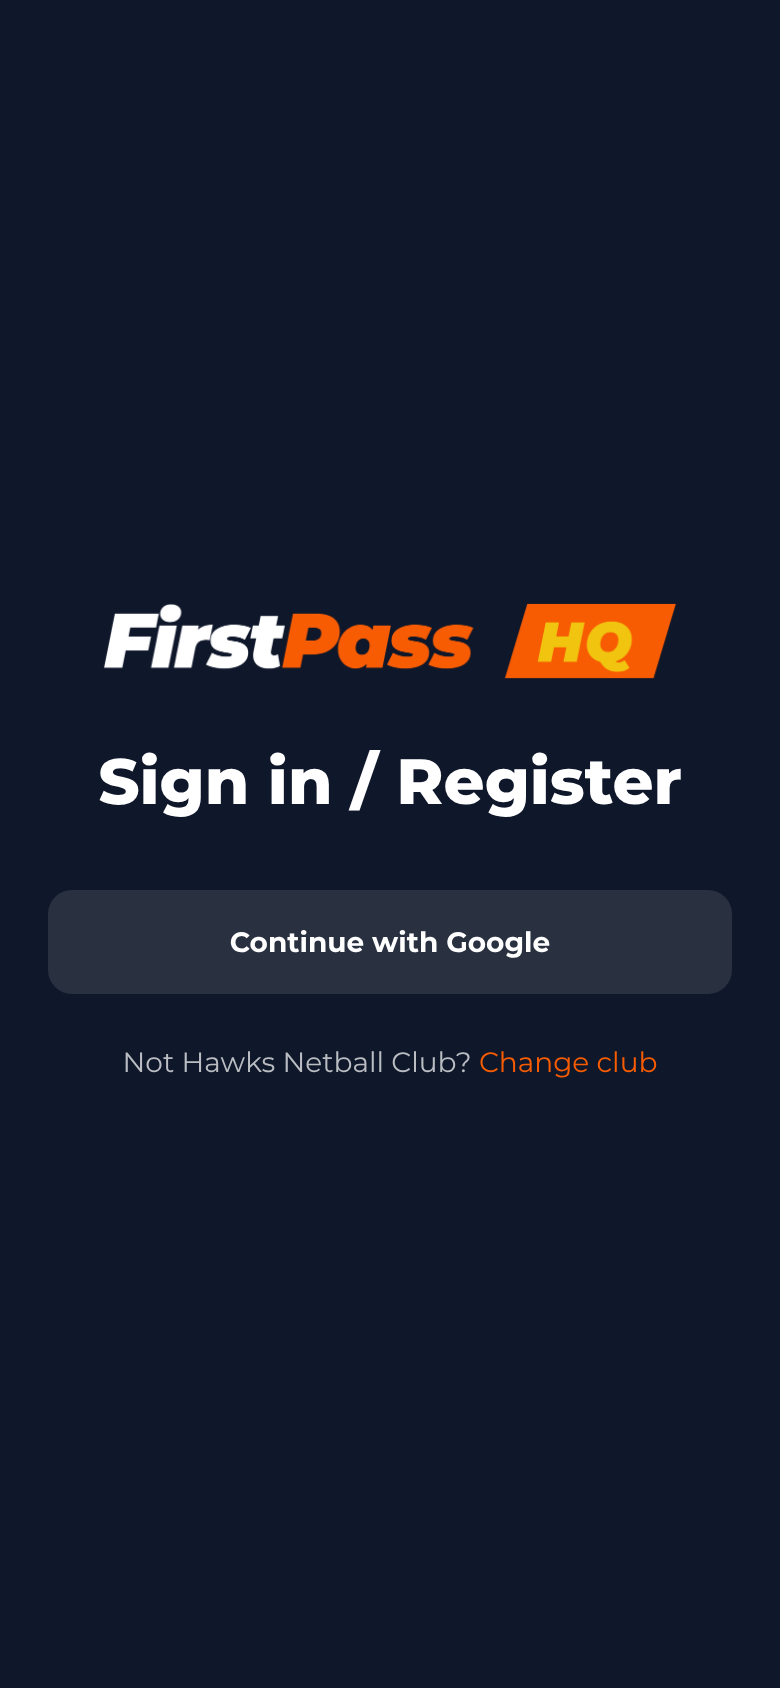 FirstPass HQ
Sign in / Register
Continue with Google
Not Hawks Netball Club? Change club